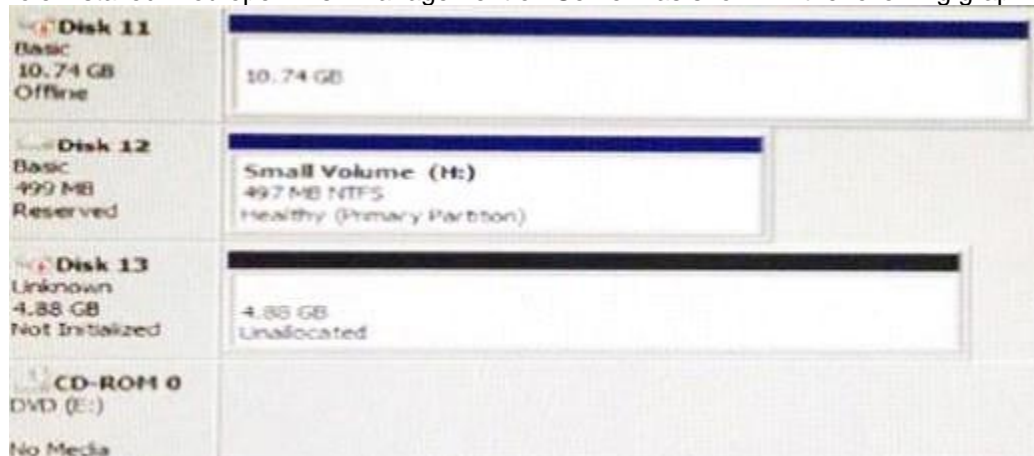 Disk 11
Basic
10.74 GB
Offline
10.74 GB
Disk 12
Basic
499 MB
Reserved
Small Volume (H:)
497 MB NTFS
Healthy (Primary Partition)
Disk 13
Unknown
4.88 GB
Not Initialized
4.88 GB
Unallocated
CD-ROM 0
DVD (E:)
No Media